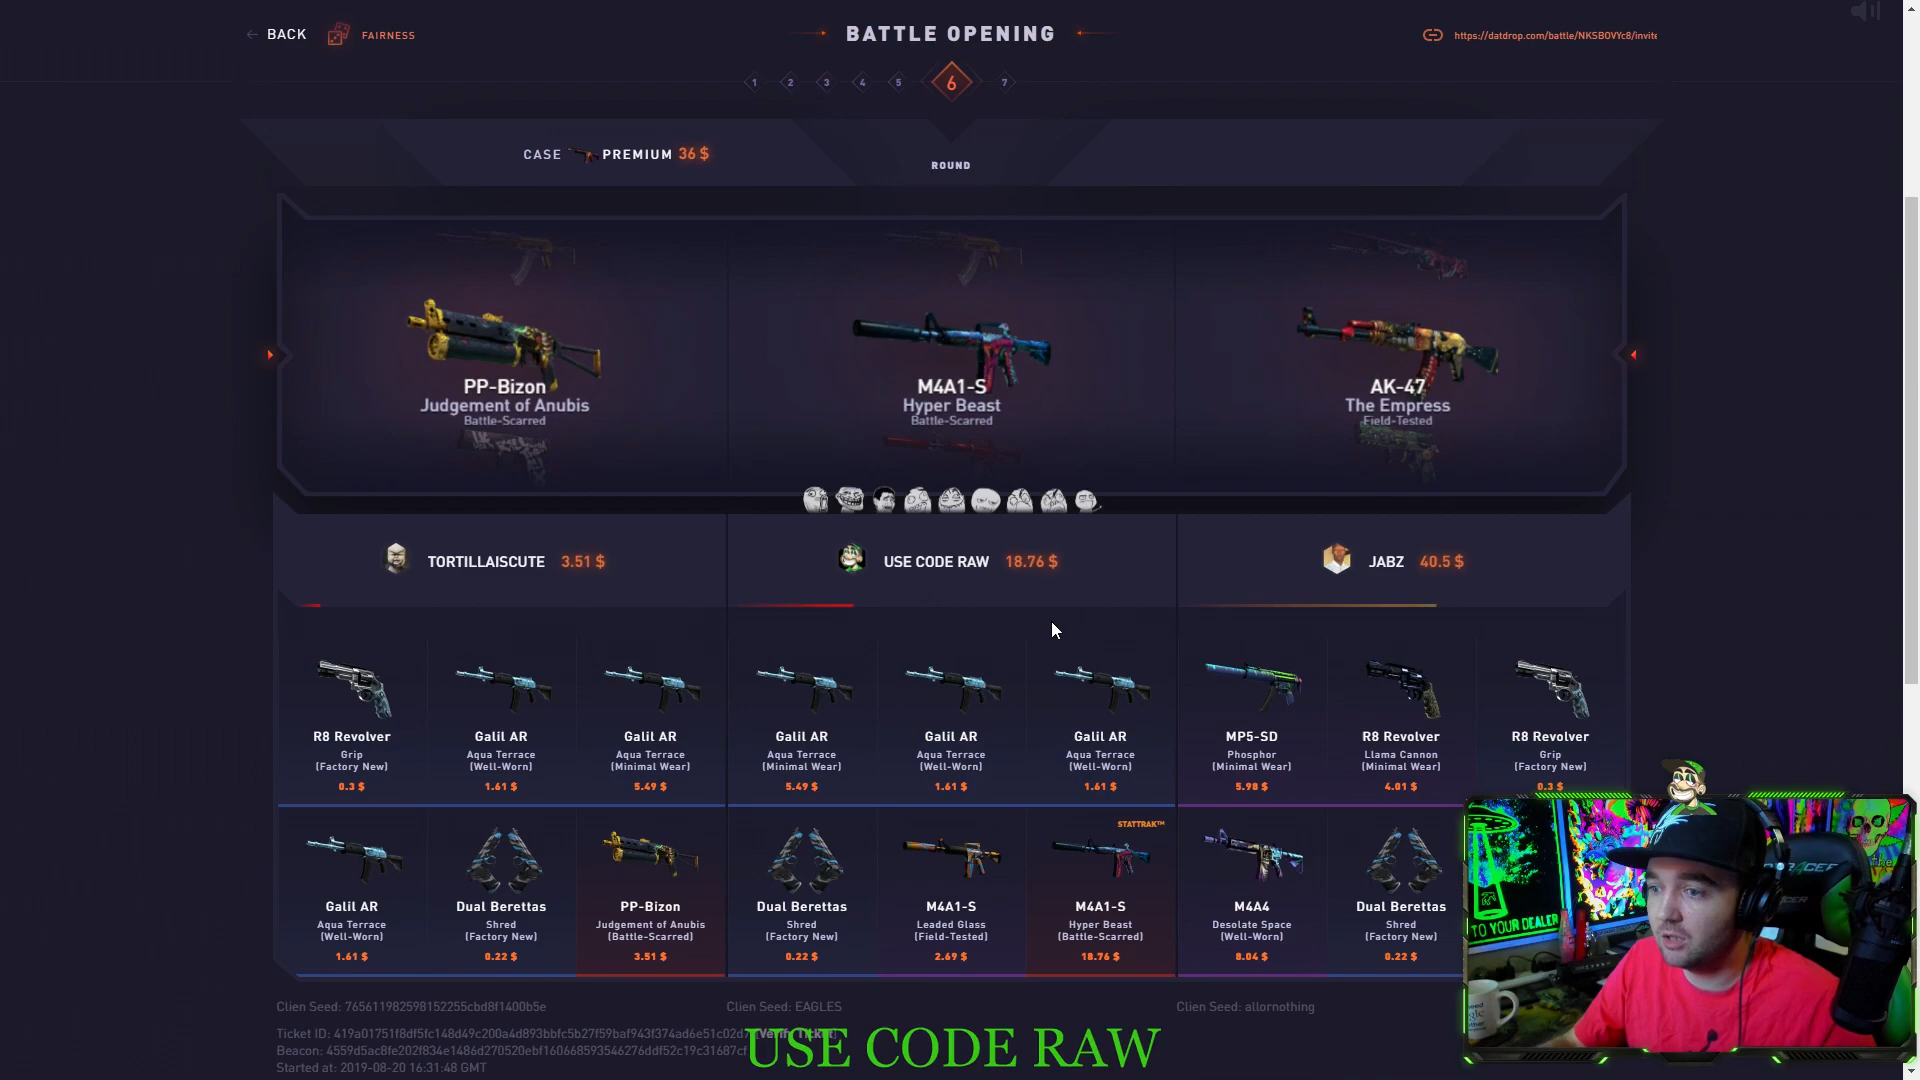 BACK
FAIRNESS
BATTLE OPENING
https://datdrop.com/battle/NKSBOVYc8/invite
1 2 3 4 5 6 7
CASE PREMIUM 36 $
ROUND
PP-Bizon
Judgement of Anubis
Battle-Scarred
M4A1-S
Hyper Beast
Battle-Scarred
AK-47
The Empress
Field-Tested
TORTILLAISCUTE 3.51 $
USE CODE RAW 18.76 $
JABZ 40.5 $
R8 Revolver
Grip
(Factory New)
0.3 $
Galil AR
Aqua Terrace
(Well-Worn)
1.61 $
Galil AR
Aqua Terrace
(Minimal Wear)
5.49 $
Galil AR
Aqua Terrace
(Minimal Wear)
5.49 $
Galil AR
Aqua Terrace
(Well-Worn)
1.61 $
Galil AR
Aqua Terrace
(Well-Worn)
1.61 $
MP5-SD
Phosphor
(Minimal Wear)
5.98 $
R8 Revolver
Llama Cannon
(Minimal Wear)
4.01 $
R8 Revolver
Grip
(Factory New)
0.3 $
Galil AR
Aqua Terrace
(Well-Worn)
1.61 $
Dual Berettas
Shred
(Factory New)
0.22 $
PP-Bizon
Judgement of Anubis
(Battle-Scarred)
3.51 $
Dual Berettas
Shred
(Factory New)
0.22 $
M4A1-S
Leaded Glass
(Field-Tested)
2.69 $
STATTRAK™
M4A1-S
Hyper Beast
(Battle-Scarred)
18.76 $
M4A4
Desolate Space
(Well-Worn)
8.04 $
Dual Berettas
Shred
(Factory New)
0.22 $
TO YOUR DEALER
Clien Seed: 765611982598152255cbd8f1400b5e
Clien Seed: EAGLES
Clien Seed: allornothing
Ticket ID: 419a01751f8df5fc148d49c200a4d893bbfc5b27f59baf943f374ad6e51c02d
Beacon: 4559d5ac8fe202f834e1486d270520ebf160668593546276ddf52c19c31687cf
Started at: 2019-08-20 16:31:48 GMT
USE CODE RAW